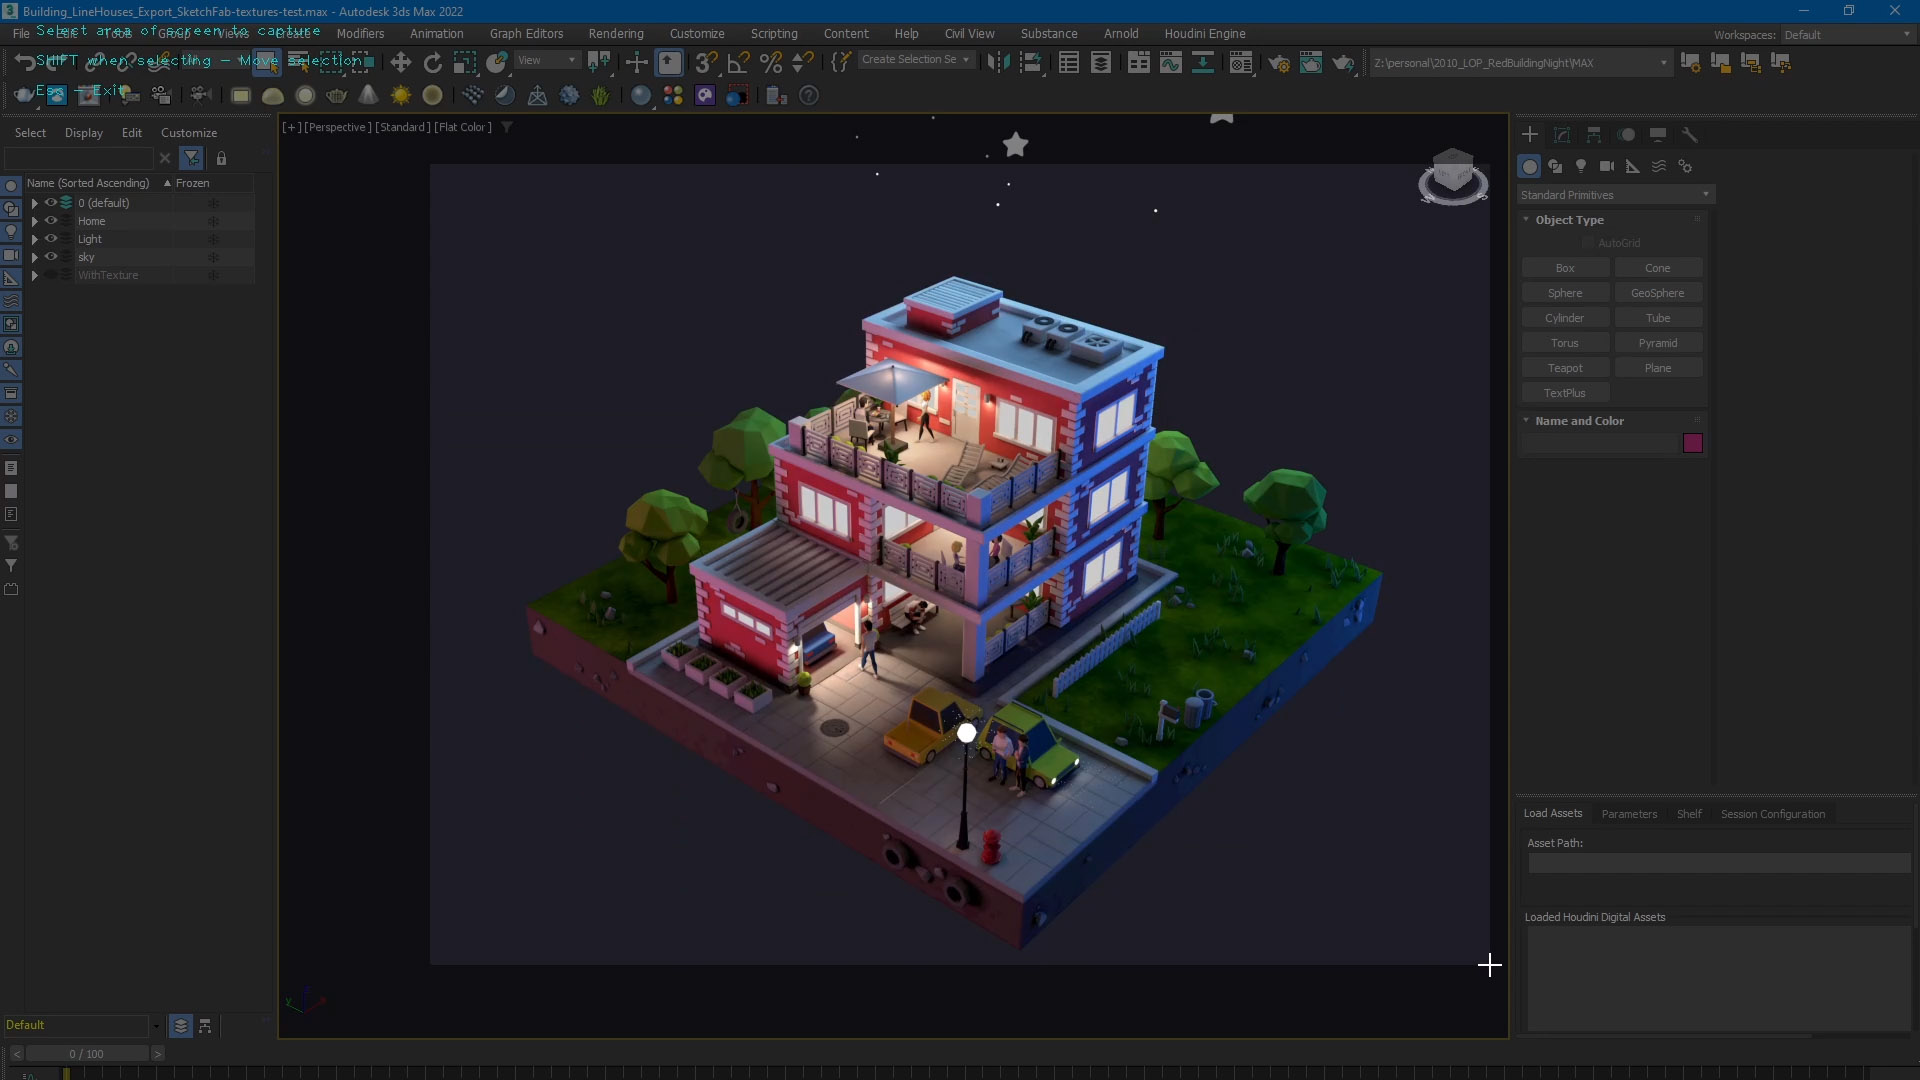 Building_LineHouses_Export_SketchFab-textures-test.max - Autodesk 3ds Max 2022
Select area of screen to capture
File Edit Tools Group Views Create Modifiers Animation Graph Editors Rendering Customize Scripting Content Help Civil View Substance Arnold Houdini Engine
Workspaces: Default
SHIFT when selecting - Move selection
View
Create Selection Se
Z:\personal\2010_LOP_RedBuildingNight\MAX
Esc - Exit
Select Display Edit Customize
[+] [Perspective] [Standard] [Flat Color]
Name (Sorted Ascending) Frozen
0 (default)
Home
Light
sky
WithTexture
Standard Primitives
Object Type
AutoGrid
Box Cone
Sphere GeoSphere
Cylinder Tube
Torus Pyramid
Teapot Plane
TextPlus
Name and Color
Load Assets Parameters Shelf Session Configuration
Asset Path:
Loaded Houdini Digital Assets
y
Default
< 0 / 100 >